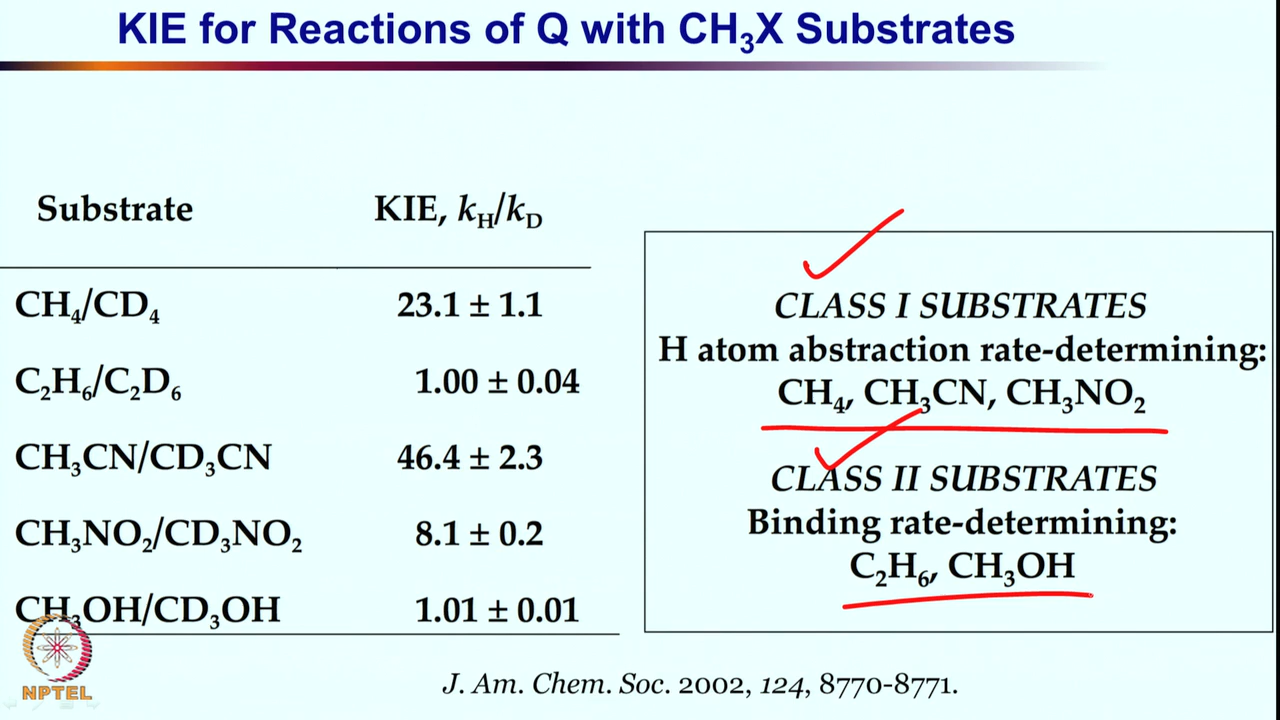 KIE for Reactions of Q with CH₃X Substrates
Substrate KIE, k_H/k_D
CH₄/CD₄ 23.1 ± 1.1
C₂H₆/C₂D₆ 1.00 ± 0.04
CH₃CN/CD₃CN 46.4 ± 2.3
CH₃NO₂/CD₃NO₂ 8.1 ± 0.2
CH₃OH/CD₃OH 1.01 ± 0.01
CLASS I SUBSTRATES
H atom abstraction rate-determining:
CH₄, CH₃CN, CH₃NO₂
CLASS II SUBSTRATES
Binding rate-determining:
C₂H₆, CH₃OH
J. Am. Chem. Soc. 2002, 124, 8770-8771.
NPTEL